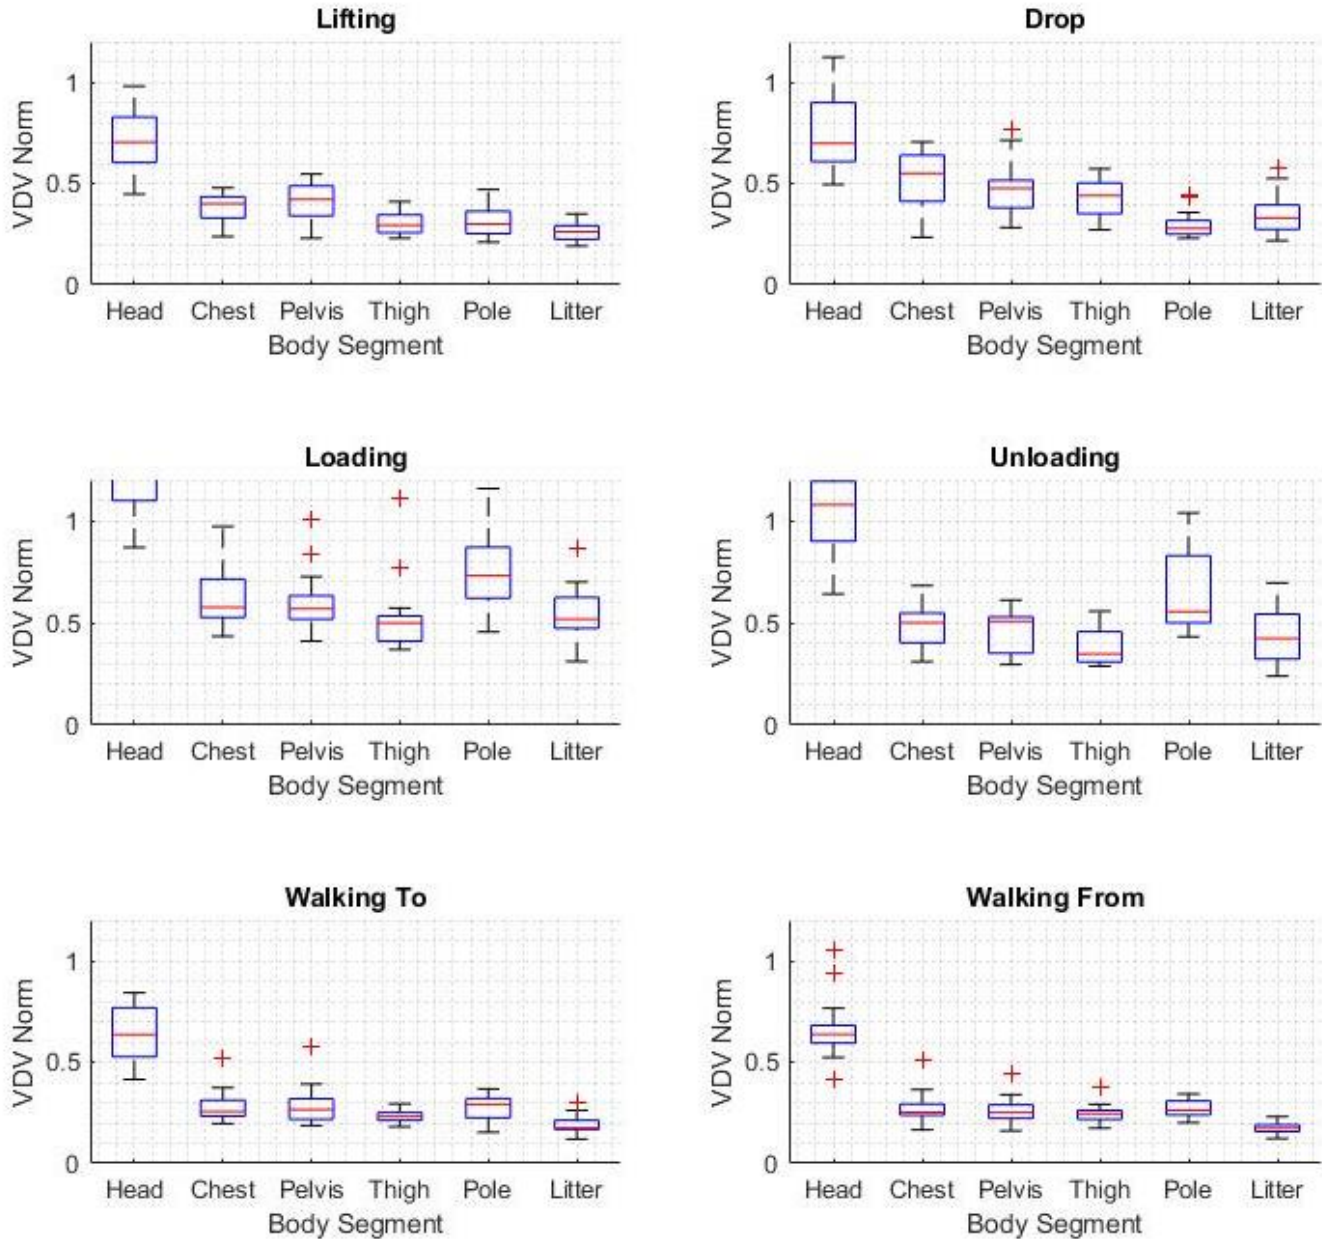 Lifting
1
0.5
0
VDV Norm
Head Chest Pelvis Thigh Pole Litter
Body Segment
Drop
1
0.5
0
VDV Norm
Head Chest Pelvis Thigh Pole Litter
Body Segment
Loading
1
0.5
0
VDV Norm
Head Chest Pelvis Thigh Pole Litter
Body Segment
Unloading
1
0.5
0
VDV Norm
Head Chest Pelvis Thigh Pole Litter
Body Segment
Walking To
1
0.5
0
VDV Norm
Head Chest Pelvis Thigh Pole Litter
Body Segment
Walking From
1
0.5
0
VDV Norm
Head Chest Pelvis Thigh Pole Litter
Body Segment